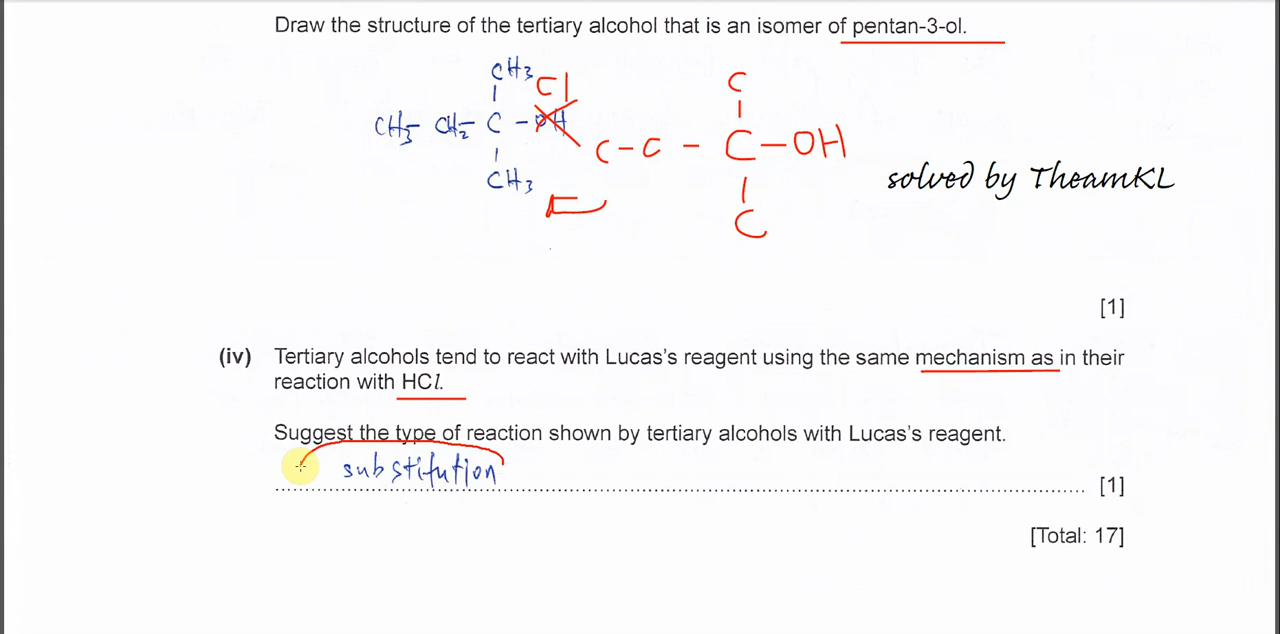 Draw the structure of the tertiary alcohol that is an isomer of pentan-3-ol.
CH3
Cl
C
CH3 - CH2 - C - OH
C - C - C - OH
solved by TheamKL
CH3
C
[1]
(iv) Tertiary alcohols tend to react with Lucas's reagent using the same mechanism as in their
reaction with HCl.
Suggest the type of reaction shown by tertiary alcohols with Lucas's reagent.
substitution
[1]
[Total: 17]